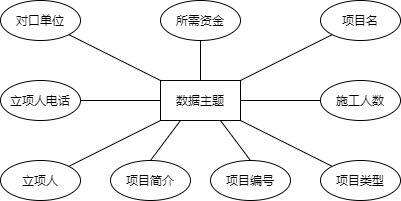 对口单位
所需资金
项目名
立项人电话
数据主题
施工人数
立项人
项目简介
项目编号
项目类型